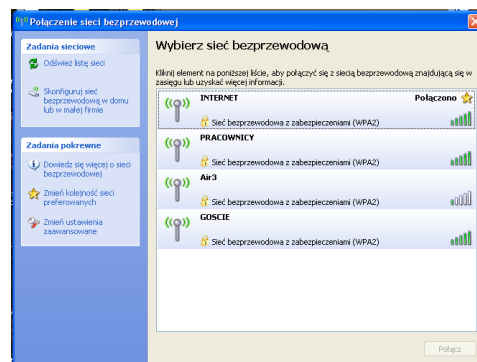 Połączenie sieci bezprzewodowej
Zadania sieciowe
Odśwież listę sieci
Skonfiguruj sieć
bezprzewodową w domu
lub w małej firmie
Zadania pokrewne
Dowiedz się więcej o sieci
bezprzewodowej
Zmień kolejność sieci
preferowanych
Zmień ustawienia
zaawansowane
Wybierz sieć bezprzewodową
Kliknij element na poniższej liście, aby połączyć się z siecią bezprzewodową znajdującą się w
zasięgu lub uzyskać więcej informacji.
INTERNET Połączono
Sieć bezprzewodowa z zabezpieczeniami (WPA2)
PRACOWNICY
Sieć bezprzewodowa z zabezpieczeniami (WPA2)
Air3
Sieć bezprzewodowa z zabezpieczeniami (WPA2)
GOSCIE
Sieć bezprzewodowa z zabezpieczeniami (WPA2)
Połącz